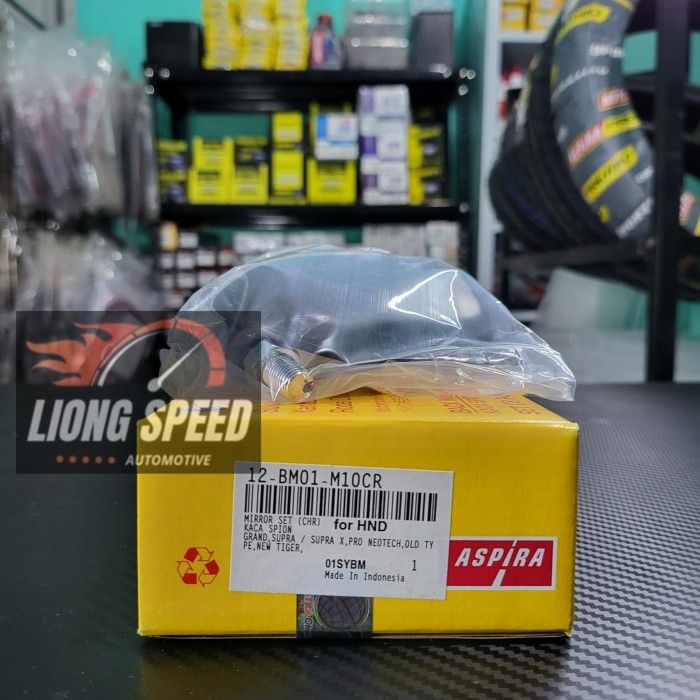 LIONG SPEED
AUTOMOTIVE
12-BM01-M10CR
MIRROR SET (CHR) for HND
KACA SPION
GRAND,SUPRA / SUPRA X,PRO NEOTECH,OLD TY
PE,NEW TIGER,
01SYBM 1
Made In Indonesia
ASPIRA
ASPIRA